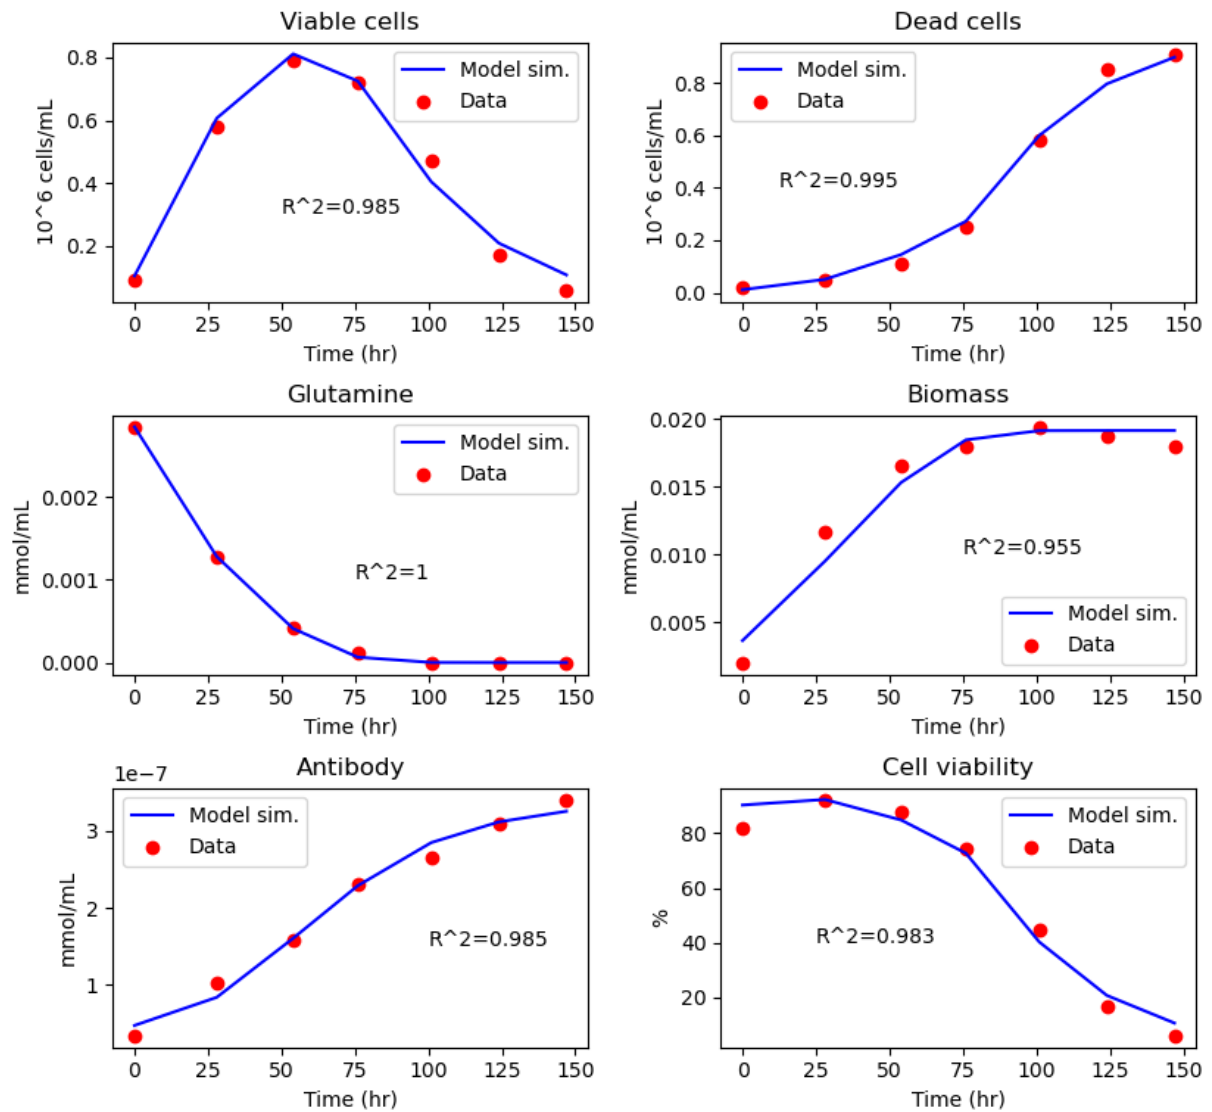 Viable cells
10^6 cells/mL
0.8
0.6
0.4
0.2
Model sim.
Data
R^2=0.985
0 25 50 75 100 125 150
Time (hr)
Dead cells
10^6 cells/mL
0.8
0.6
0.4
0.2
0.0
Model sim.
Data
R^2=0.995
0 25 50 75 100 125 150
Time (hr)
Glutamine
mmol/mL
0.002
0.001
0.000
Model sim.
Data
R^2=1
0 25 50 75 100 125 150
Time (hr)
Biomass
mmol/mL
0.020
0.015
0.010
0.005
R^2=0.955
Model sim.
Data
0 25 50 75 100 125 150
Time (hr)
Antibody
1e−7
mmol/mL
3
2
1
Model sim.
Data
R^2=0.985
0 25 50 75 100 125 150
Time (hr)
Cell viability
%
80
60
40
20
Model sim.
Data
R^2=0.983
0 25 50 75 100 125 150
Time (hr)